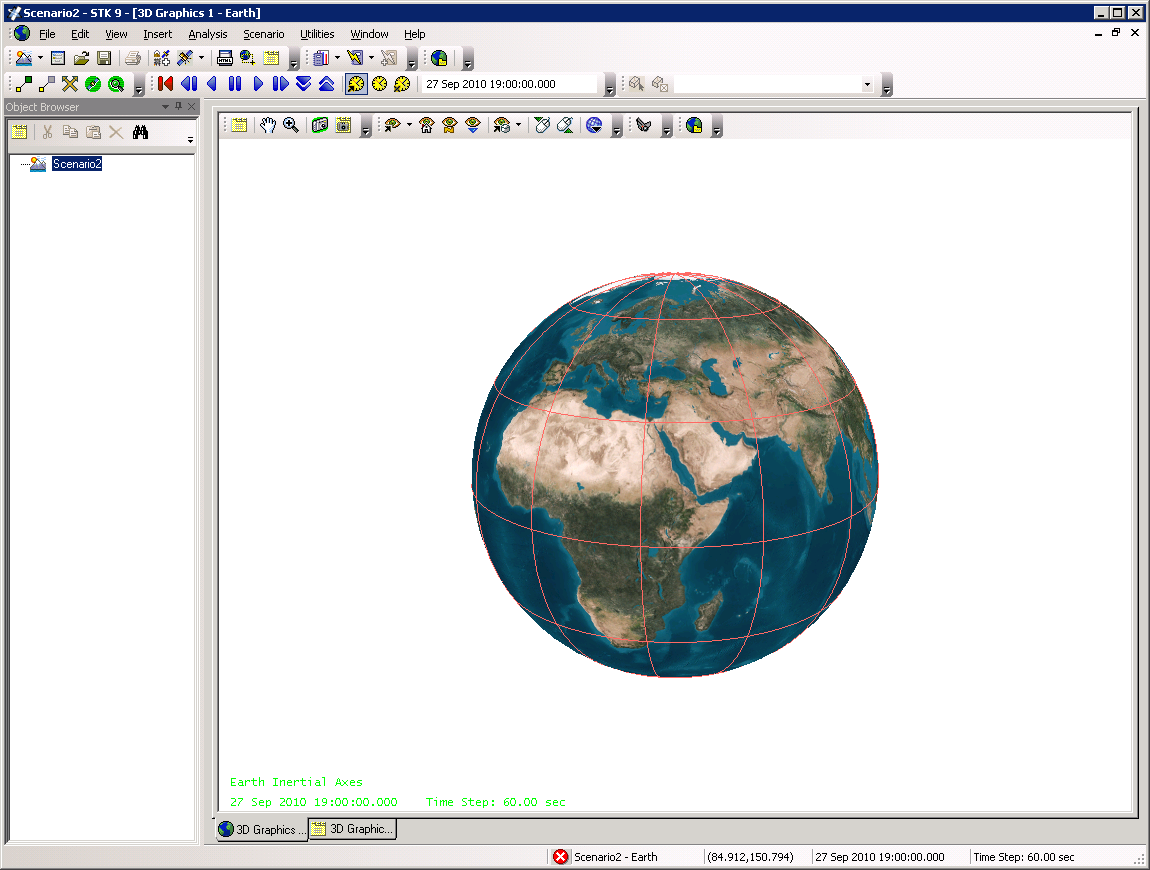 Scenario2 - STK 9 - [3D Graphics 1 - Earth]
File Edit View Insert Analysis Scenario Utilities Window Help
27 Sep 2010 19:00:00.000
Object Browser
Scenario2
Earth Inertial Axes
27 Sep 2010 19:00:00.000 Time Step: 60.00 sec
3D Graphics ... 3D Graphic...
Scenario2 - Earth (84.912,150.794) 27 Sep 2010 19:00:00.000 Time Step: 60.00 sec